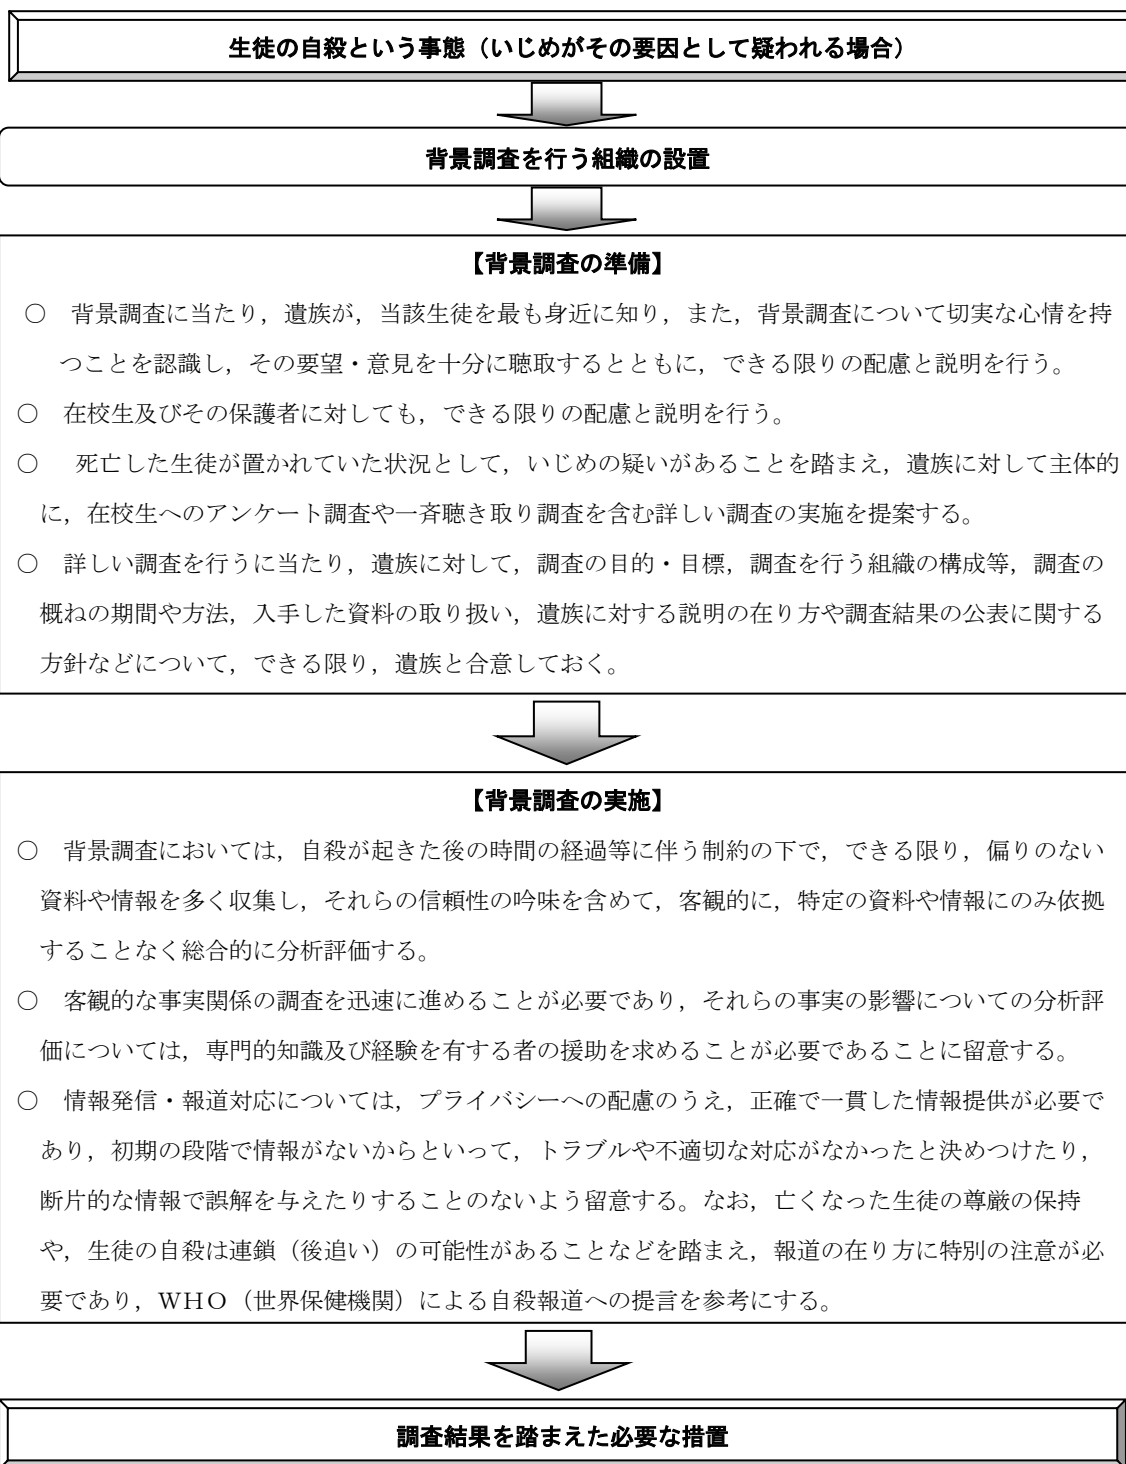 生徒の自殺という事態（いじめがその要因として疑われる場合）
背景調査を行う組織の設置
【背景調査の準備】
○　背景調査に当たり，遺族が，当該生徒を最も身近に知り，また，背景調査について切実な心情を持
つことを認識し，その要望・意見を十分に聴取するとともに，できる限りの配慮と説明を行う。
○　在校生及びその保護者に対しても，できる限りの配慮と説明を行う。
○　死亡した生徒が置かれていた状況として，いじめの疑いがあることを踏まえ，遺族に対して主体的
に，在校生へのアンケート調査や一斉聴き取り調査を含む詳しい調査の実施を提案する。
○　詳しい調査を行うに当たり，遺族に対して，調査の目的・目標，調査を行う組織の構成等，調査の
概ねの期間や方法，入手した資料の取り扱い，遺族に対する説明の在り方や調査結果の公表に関する
方針などについて，できる限り，遺族と合意しておく。
【背景調査の実施】
○　背景調査においては，自殺が起きた後の時間の経過等に伴う制約の下で，できる限り，偏りのない
資料や情報を多く収集し，それらの信頼性の吟味を含めて，客観的に，特定の資料や情報にのみ依拠
することなく総合的に分析評価する。
○　客観的な事実関係の調査を迅速に進めることが必要であり，それらの事実の影響についての分析評
価については，専門的知識及び経験を有する者の援助を求めることが必要であることに留意する。
○　情報発信・報道対応については，プライバシーへの配慮のうえ，正確で一貫した情報提供が必要で
あり，初期の段階で情報がないからといって，トラブルや不適切な対応がなかったと決めつけたり，
断片的な情報で誤解を与えたりすることのないよう留意する。なお，亡くなった生徒の尊厳の保持
や，生徒の自殺は連鎖（後追い）の可能性があることなどを踏まえ，報道の在り方に特別の注意が必
要であり，ＷＨＯ（世界保健機関）による自殺報道への提言を参考にする。
調査結果を踏まえた必要な措置